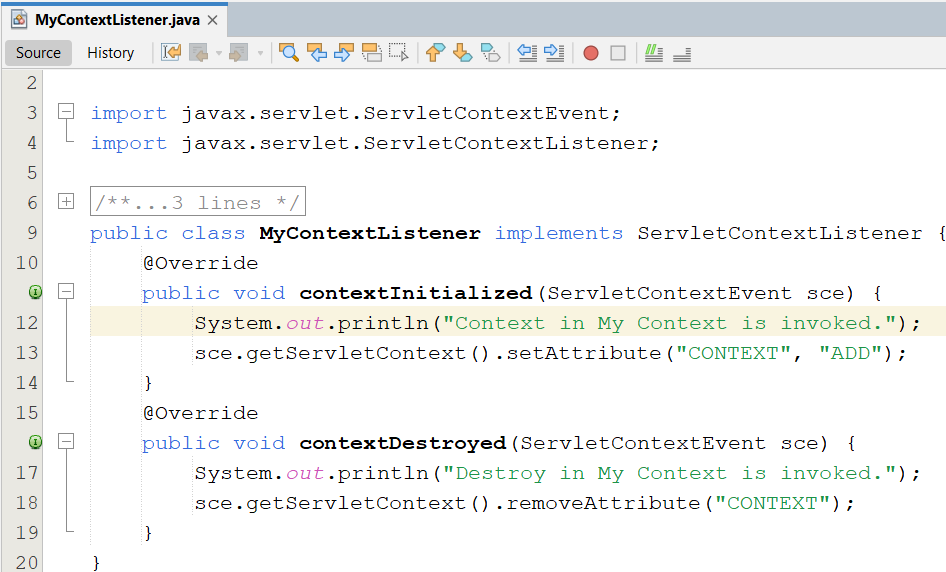 MyContextListener.java
Source History
2
3 import javax.servlet.ServletContextEvent;
4 import javax.servlet.ServletContextListener;
5
6 /**...3 lines */
9 public class MyContextListener implements ServletContextListener {
10 @Override
public void contextInitialized(ServletContextEvent sce) {
12 System.out.println("Context in My Context is invoked.");
13 sce.getServletContext().setAttribute("CONTEXT", "ADD");
14 }
15 @Override
public void contextDestroyed(ServletContextEvent sce) {
17 System.out.println("Destroy in My Context is invoked.");
18 sce.getServletContext().removeAttribute("CONTEXT");
19 }
20 }